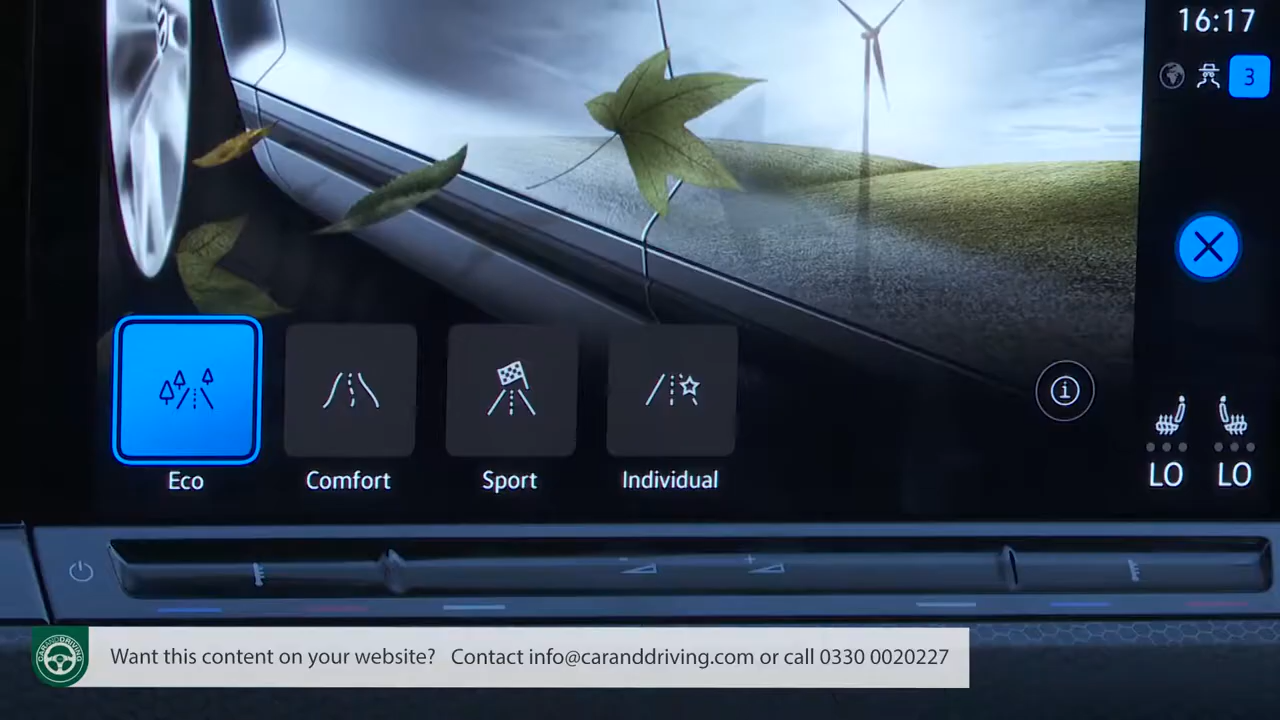 16:17
3
Eco
Comfort
Sport
Individual
LO
LO
CARANDDRIVING
Want this content on your website? Contact info@caranddriving.com or call 0330 0020227